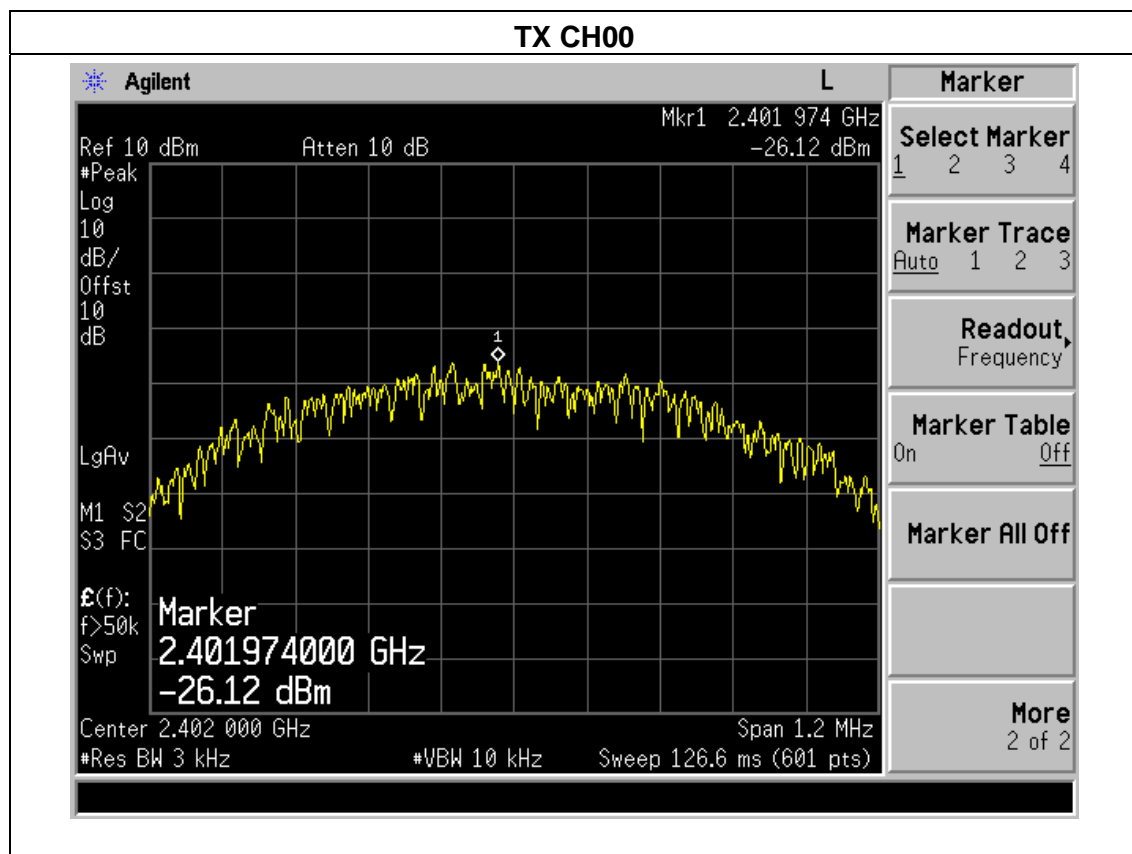 TX CH00
Agilent
L
Mkr1 2.401 974 GHz
Ref 10 dBm Atten 10 dB -26.12 dBm
#Peak
Log
10
dB/
Offst
10
dB
1
LgAv
M1 S2
S3 FC
£(f):
f>50k
Swp
Marker
2.401974000 GHz
-26.12 dBm
Center 2.402 000 GHz Span 1.2 MHz
#Res BW 3 kHz #VBW 10 kHz Sweep 126.6 ms (601 pts)
Marker
Select Marker
1 2 3 4
Marker Trace
Auto 1 2 3
Readout
Frequency
Marker Table
On Off
Marker All Off
More
2 of 2